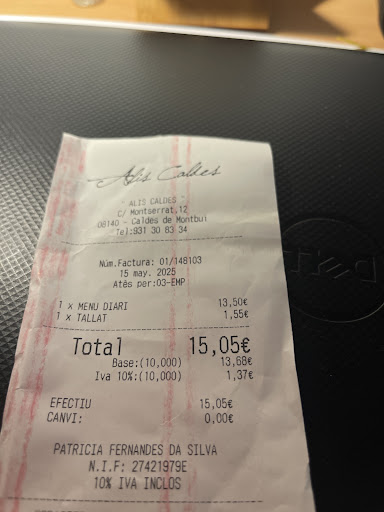 Alis Caldes
- ALIS CALDES -
C/ Montserrat,12
08140 - Caldes de Montbui
Tel:931 30 83 34
Núm.Factura: 01/148103
15 may. 2025
Atès per:03-EMP
1 x MENU DIARI 13,50€
1 x TALLAT 1,55€
Total 15,05€
Base:(10,000) 13,68€
Iva 10%:(10,000) 1,37€
EFECTIU 15,05€
CANVI: 0,00€
PATRICIA FERNANDES DA SILVA
N.I.F: 27421979E
10% IVA INCLOS
DELL